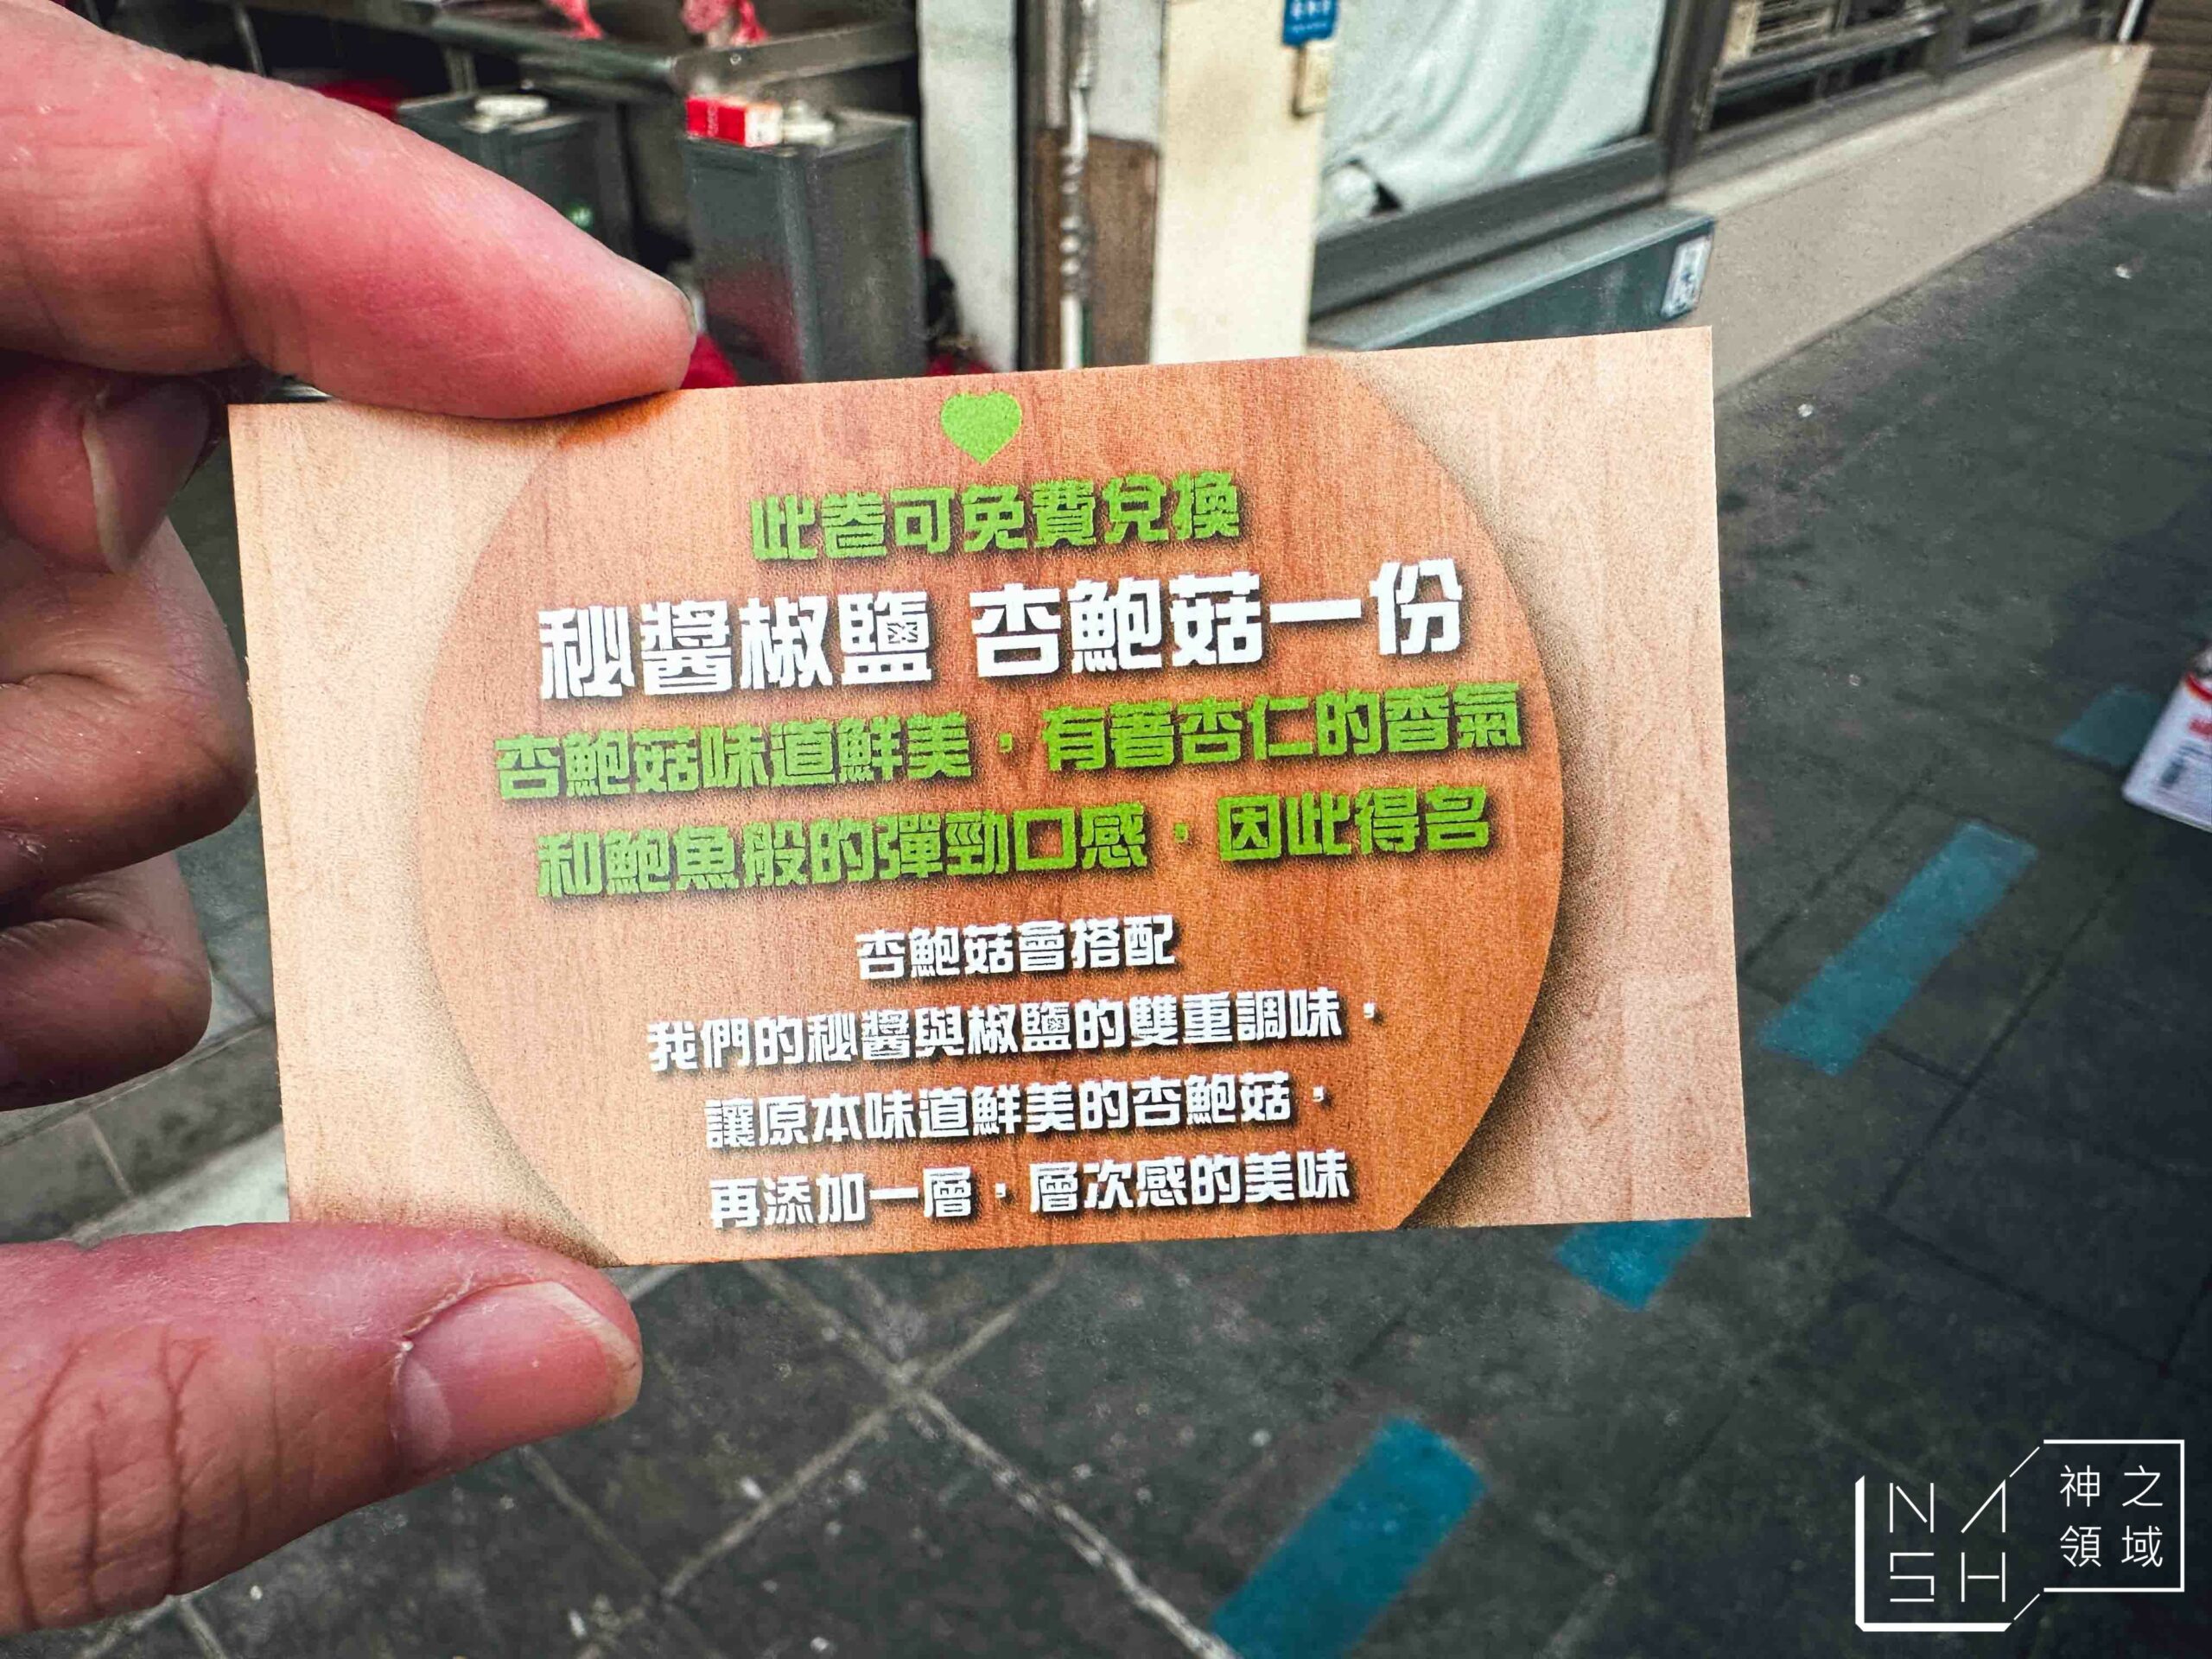 此卷可免費兌換
秘醬椒鹽 杏鮑菇一份
杏鮑菇味道鮮美，有著杏仁的香氣
和鮑魚般的彈勁口感，因此得名
杏鮑菇會搭配
我們的秘醬與椒鹽的雙重調味，
讓原本味道鮮美的杏鮑菇，
再添加一層，層次感的美味
NASH
神之
領域